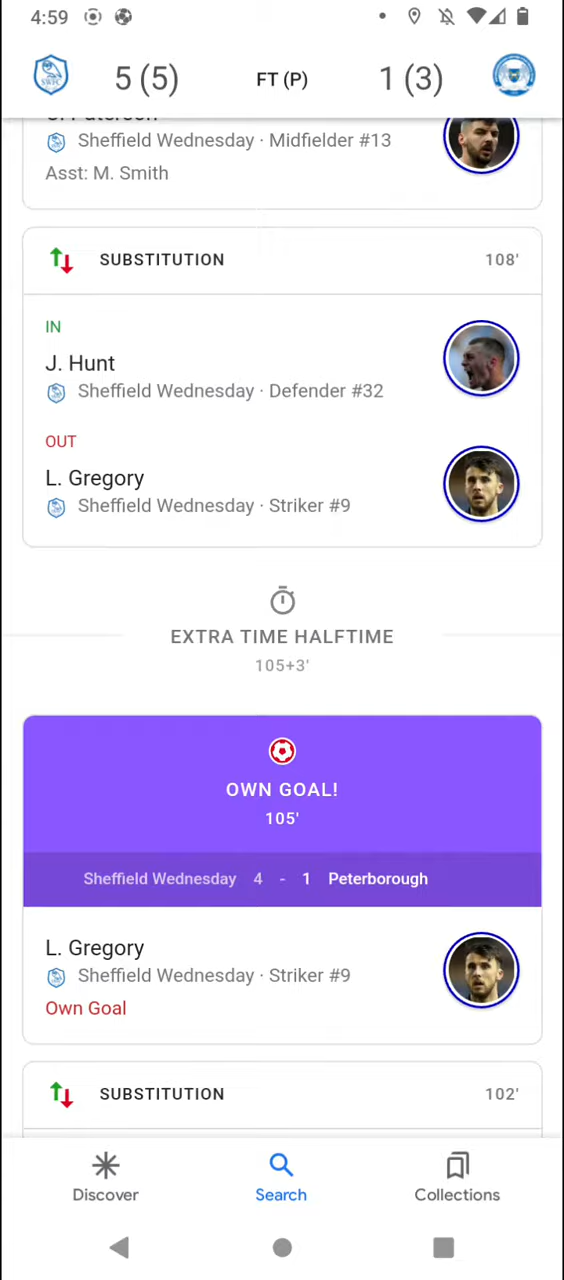 4:59
5 (5) FT (P) 1 (3)
Sheffield Wednesday · Midfielder #13
Asst: M. Smith
SUBSTITUTION 108'
IN
J. Hunt
Sheffield Wednesday · Defender #32
OUT
L. Gregory
Sheffield Wednesday · Striker #9
EXTRA TIME HALFTIME
105+3'
OWN GOAL!
105'
Sheffield Wednesday 4 - 1 Peterborough
L. Gregory
Sheffield Wednesday · Striker #9
Own Goal
SUBSTITUTION 102'
Discover Search Collections